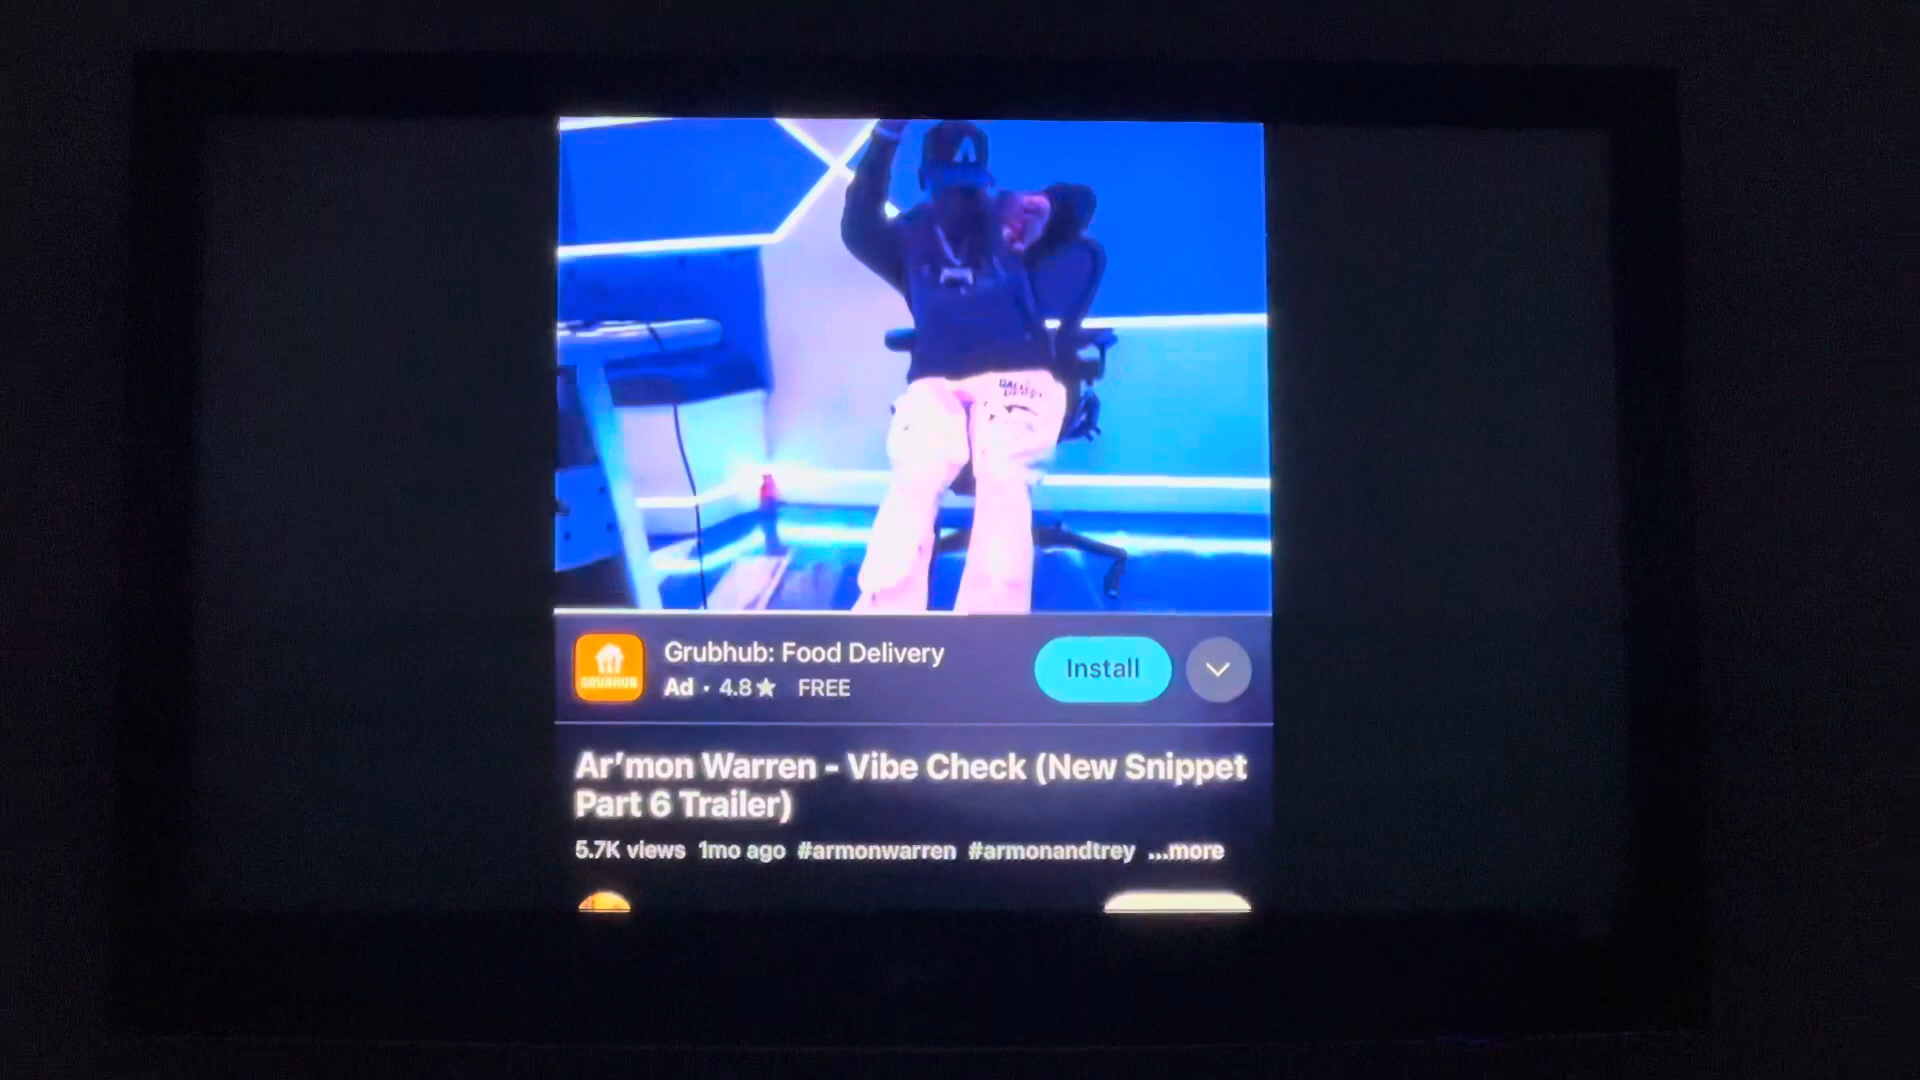 A
GRUBHUB
Grubhub: Food Delivery
Install
Ad · 4.8★ FREE
Ar'mon Warren - Vibe Check (New Snippet
Part 6 Trailer)
5.7K views 1mo ago #armonwarren #armonandtrey ...more